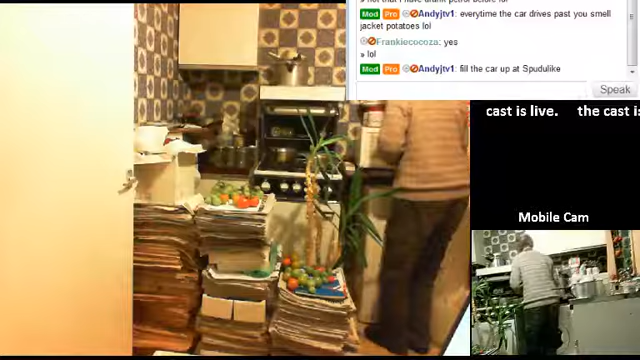 » not that I have drank petrol before lol
Mod Pro Andyjtv1: everytime the car drives past you smell
jacket potatoes lol
Frankiecocoza: yes
» lol
Mod Pro Andyjtv1: fill the car up at Spudulike
Speak
cast is live. the cast is
Mobile Cam